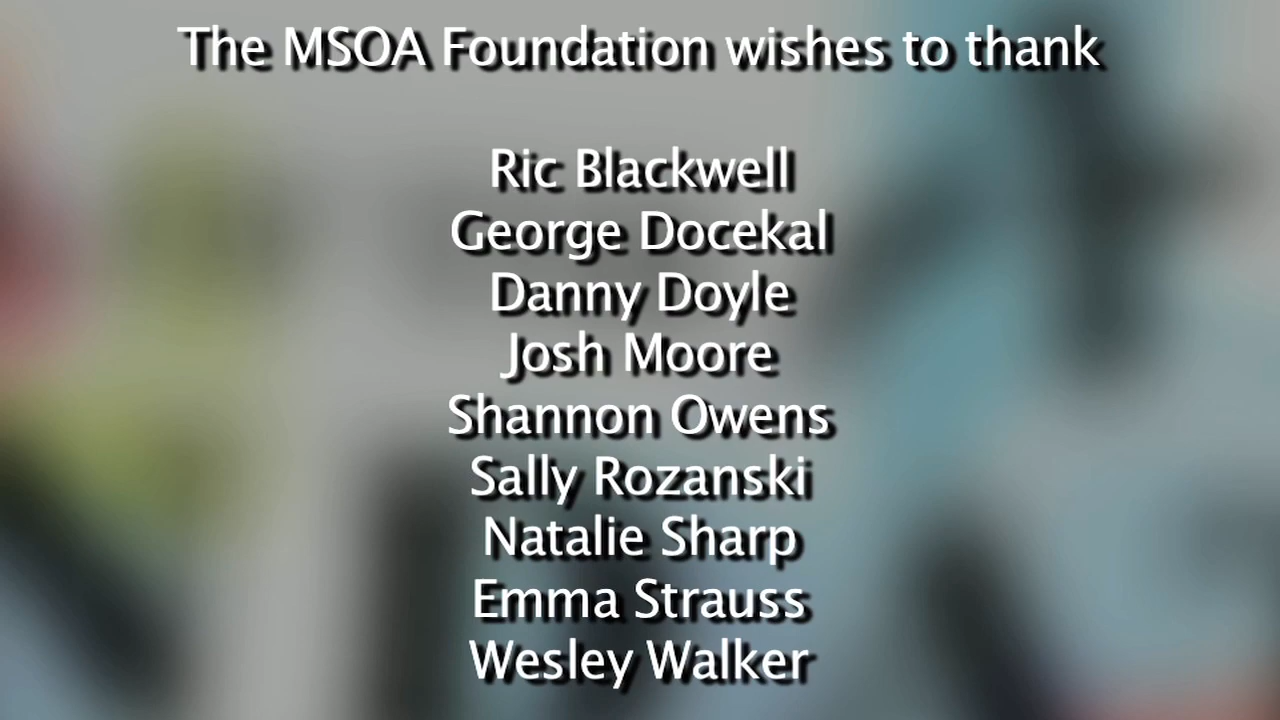 The MSOA Foundation wishes to thank
Ric Blackwell
George Docekal
Danny Doyle
Josh Moore
Shannon Owens
Sally Rozanski
Natalie Sharp
Emma Strauss
Wesley Walker